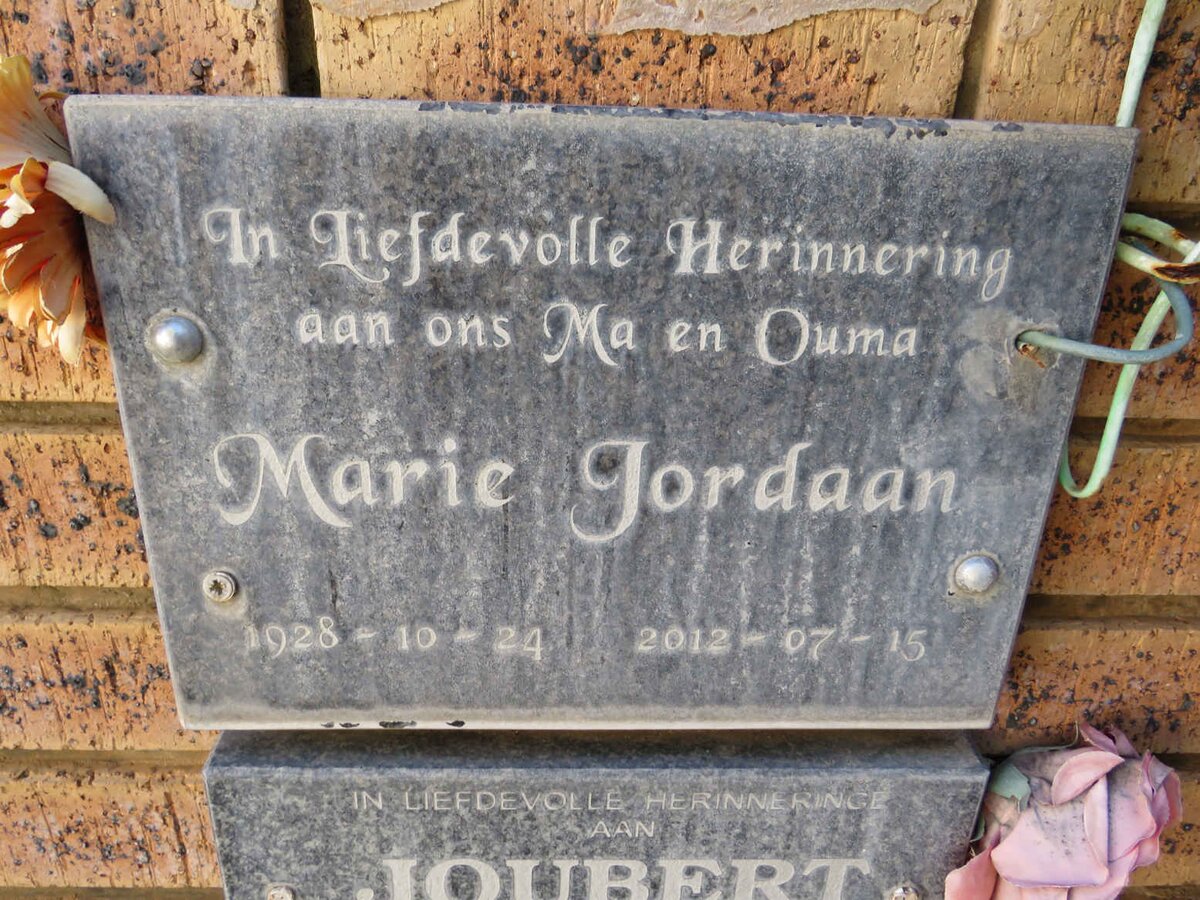 In Liefdevolle Herinnering
aan ons Ma en Ouma
Marie Jordaan
1928 - 10 - 24 2012 - 07 - 15
IN LIEFDEVOLLE HERINNERINGE
AAN
JOUBERT